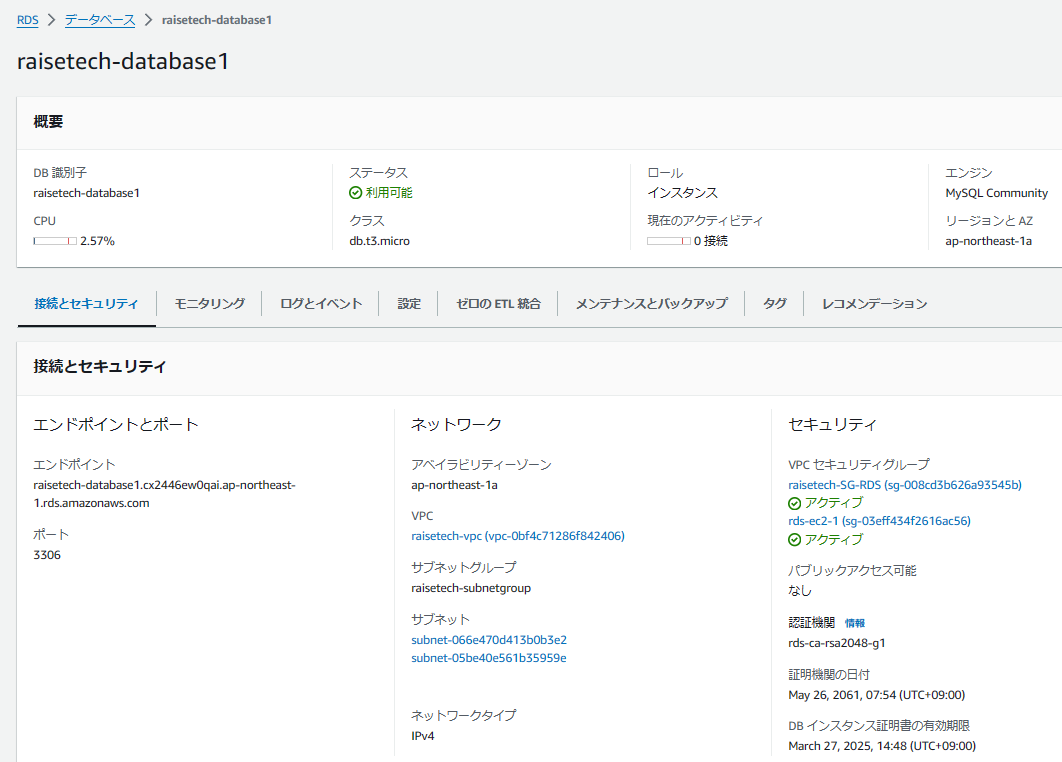 RDS > データベース > raisetech-database1
raisetech-database1
概要
DB 識別子
raisetech-database1
CPU
2.57%
ステータス
利用可能
クラス
db.t3.micro
ロール
インスタンス
現在のアクティビティ
0 接続
エンジン
MySQL Community
リージョンと AZ
ap-northeast-1a
接続とセキュリティ
モニタリング
ログとイベント
設定
ゼロの ETL 統合
メンテナンスとバックアップ
タグ
レコメンデーション
接続とセキュリティ
エンドポイントとポート
エンドポイント
raisetech-database1.cx2446ew0qai.ap-northeast-
1.rds.amazonaws.com
ポート
3306
ネットワーク
アベイラビリティーゾーン
ap-northeast-1a
VPC
raisetech-vpc (vpc-0bf4c71286f842406)
サブネットグループ
raisetech-subnetgroup
サブネット
subnet-066e470d413b0b3e2
subnet-05be40e561b35959e
ネットワークタイプ
IPv4
セキュリティ
VPC セキュリティグループ
raisetech-SG-RDS (sg-008cd3b626a93545b)
アクティブ
rds-ec2-1 (sg-03eff434f2616ac56)
アクティブ
パブリックアクセス可能
なし
認証機関 情報
rds-ca-rsa2048-g1
証明機関の日付
May 26, 2061, 07:54 (UTC+09:00)
DB インスタンス証明書の有効期限
March 27, 2025, 14:48 (UTC+09:00)